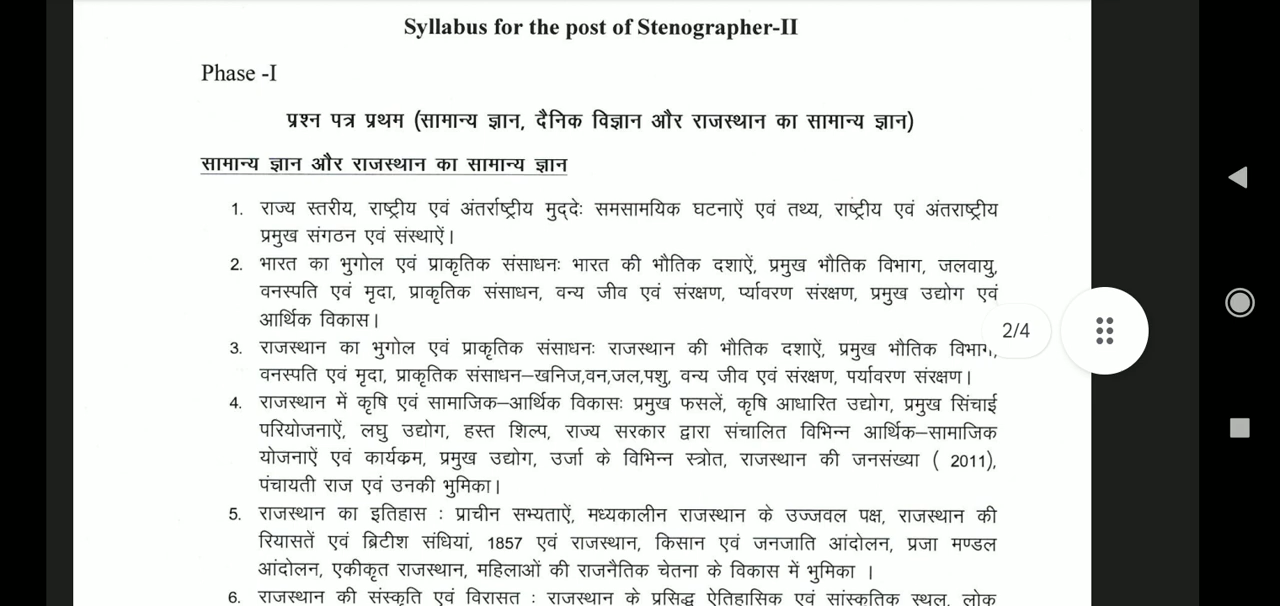 Syllabus for the post of Stenographer-II
Phase -I
प्रश्न पत्र प्रथम (सामान्य ज्ञान, दैनिक विज्ञान और राजस्थान का सामान्य ज्ञान)
सामान्य ज्ञान और राजस्थान का सामान्य ज्ञान
1. राज्य स्तरीय, राष्ट्रीय एवं अंतर्राष्ट्रीय मुद्देः समसामयिक घटनाऐं एवं तथ्य, राष्ट्रीय एवं अंतराष्ट्रीय
प्रमुख संगठन एवं संस्थाऐं।
2. भारत का भुगोल एवं प्राकृतिक संसाधनः भारत की भौतिक दशाऐं, प्रमुख भौतिक विभाग, जलवायु,
वनस्पति एवं मृदा, प्राकृतिक संसाधन, वन्य जीव एवं संरक्षण, पर्यावरण संरक्षण, प्रमुख उद्योग एवं
आर्थिक विकास।
2/4
3. राजस्थान का भुगोल एवं प्राकृतिक संसाधनः राजस्थान की भौतिक दशाऐं, प्रमुख भौतिक विभाग,
वनस्पति एवं मृदा, प्राकृतिक संसाधन–खनिज,वन,जल,पशु, वन्य जीव एवं संरक्षण, पर्यावरण संरक्षण।
4. राजस्थान में कृषि एवं सामाजिक–आर्थिक विकासः प्रमुख फसलें, कृषि आधारित उद्योग, प्रमुख सिंचाई
परियोजनाऐं, लघु उद्योग, हस्त शिल्प, राज्य सरकार द्वारा संचालित विभिन्न आर्थिक–सामाजिक
योजनाऐं एवं कार्यकम, प्रमुख उद्योग, उर्जा के विभिन्न स्त्रोत, राजस्थान की जनसंख्या ( 2011),
पंचायती राज एवं उनकी भुमिका।
5. राजस्थान का इतिहास : प्राचीन सभ्यताऐं, मध्यकालीन राजस्थान के उज्जवल पक्ष, राजस्थान की
रियासतें एवं ब्रिटीश संधियां, 1857 एवं राजस्थान, किसान एवं जनजाति आंदोलन, प्रजा मण्डल
आंदोलन, एकीकृत राजस्थान, महिलाओं की राजनैतिक चेतना के विकास में भुमिका ।
6. राजस्थान की संस्कृति एवं विरासत : राजस्थान के प्रसिद्ध ऐतिहासिक एवं सांस्कृतिक स्थल, लोक